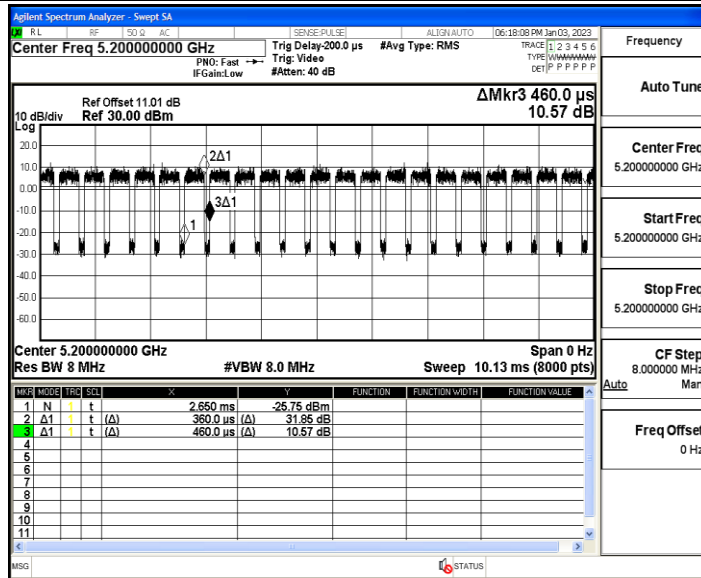 Agilent Spectrum Analyzer - Swept SA
RL RF 50 Ω AC SENSE:PULSE ALIGNAUTO 06:18:08 PM Jan 03, 2023
Center Freq 5.200000000 GHz
PNO: Fast
IFGain:Low
Trig Delay-200.0 µs
Trig: Video
#Atten: 40 dB
#Avg Type: RMS
TRACE 1 2 3 4 5 6
TYPE WWWWWW
DET P P P P P P
ΔMkr3 460.0 µs
10.57 dB
Ref Offset 11.01 dB
10 dB/div Ref 30.00 dBm
Log
20.0
10.0
0.00
-10.0
-20.0
-30.0
-40.0
-50.0
-60.0
2Δ1
3Δ1
1
Center 5.200000000 GHz Span 0 Hz
Res BW 8 MHz #VBW 8.0 MHz Sweep 10.13 ms (8000 pts)
MKR MODE TRC SCL X Y FUNCTION FUNCTION WIDTH FUNCTION VALUE
1 N 1 t 2.650 ms -25.75 dBm
2 Δ1 1 t (Δ) 360.0 µs (Δ) 31.85 dB
3 Δ1 1 t (Δ) 460.0 µs (Δ) 10.57 dB
4
5
6
7
8
9
10
11
MSG STATUS
Frequency
Auto Tune
Center Freq
5.200000000 GHz
Start Freq
5.200000000 GHz
Stop Freq
5.200000000 GHz
CF Step
8.000000 MHz
Auto Man
Freq Offset
0 Hz